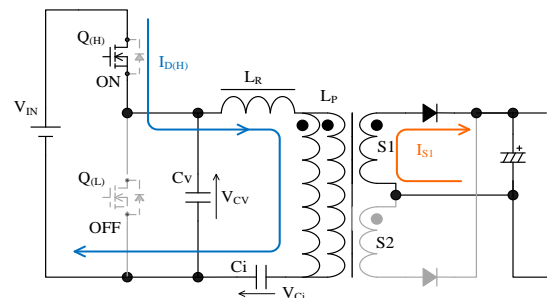 Q(H)
ON
ID(H)
VIN
LR
LP
S1
IS1
Q(L)
OFF
Cv
VCV
S2
Ci
VCi
+